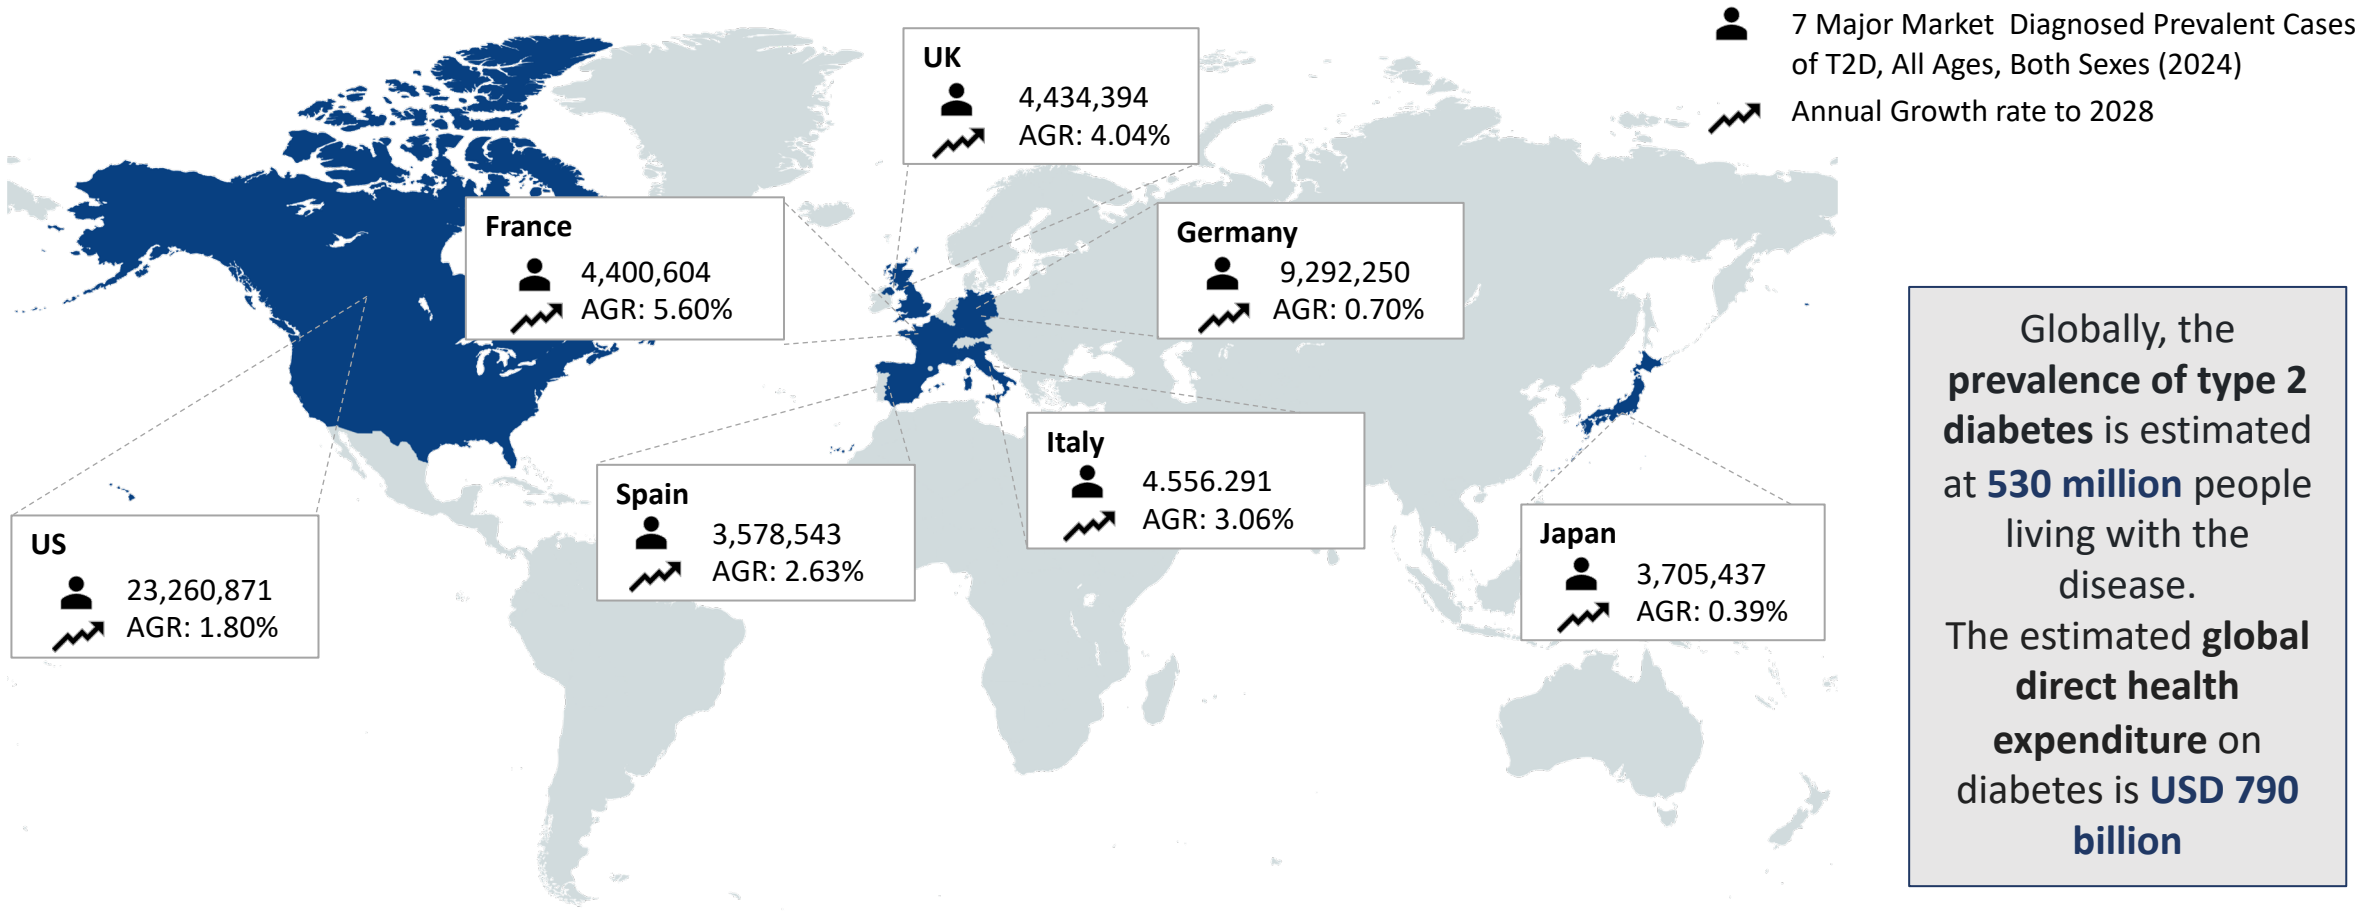 7 Major Market  Diagnosed Prevalent Cases
of T2D, All Ages, Both Sexes (2024)
Annual Growth rate to 2028
UK
4,434,394
AGR: 4.04%
France
4,400,604
AGR: 5.60%
Germany
9,292,250
AGR: 0.70%
Italy
4.556.291
AGR: 3.06%
Spain
3,578,543
AGR: 2.63%
US
23,260,871
AGR: 1.80%
Japan
3,705,437
AGR: 0.39%
Globally, the
prevalence of type 2
diabetes is estimated
at 530 million people
living with the
disease.
The estimated global
direct health
expenditure on
diabetes is USD 790
billion